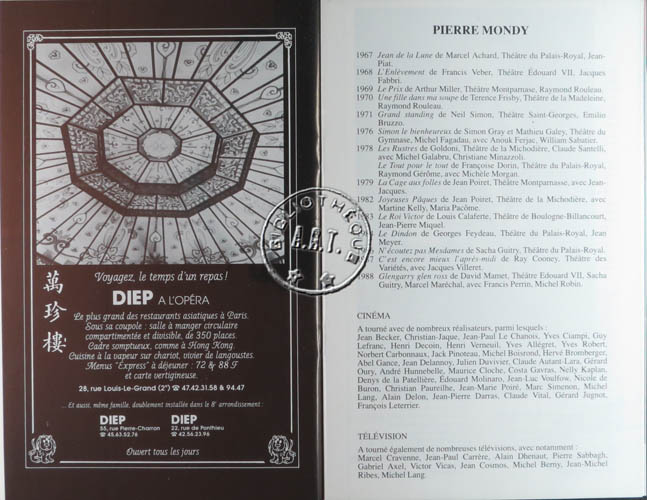 萬珍樓
Voyagez, le temps d'un repas !
DIEP A L'OPÉRA
Le plus grand des restaurants asiatiques à Paris.
Sous sa coupole : salle à manger circulaire
compartimentée et divisible, de 350 places.
Cadre somptueux, comme à Hong Kong.
Cuisine à la vapeur sur chariot, vivier de langoustes.
Menus "Express" à déjeuner : 72 & 88 F
et carte vertigineuse.
28, rue Louis-Le-Grand (2e) ☎ 47.42.31.58 & 94.47
... Et aussi, même famille, doublement installée dans le 8e arrondissement :
DIEP
55, rue Pierre-Charron
☎ 45.63.52.76
DIEP
22, rue de Ponthieu
☎ 42.56.23.96
Ouvert tous les jours
BIBLIOTHÈQUE
A.R.T.
PIERRE MONDY
1967 Jean de la Lune de Marcel Achard, Théâtre du Palais-Royal, Jean-
Piat.
1968 L'Enlèvement de Francis Veber, Théâtre Édouard VII, Jacques
Fabbri.
1969 Le Prix de Arthur Miller, Théâtre Montparnasse, Raymond Rouleau.
1970 Une fille dans ma soupe de Terence Frisby, Théâtre de la Madeleine,
Raymond Rouleau.
1971 Grand standing de Neil Simon, Théâtre Saint-Georges, Emilio
Bruzzo.
1976 Simon le bienheureux de Simon Gray et Mathieu Galey, Théâtre du
Gymnase, Michel Fagadau, avec Anouk Ferjac, William Sabatier.
1978 Les Rustres de Goldoni, Théâtre de la Michodière, Claude Santelli,
avec Michel Galabru, Christiane Minazzoli.
Le Tout pour le tout de Françoise Dorin, Théâtre du Palais-Royal,
Raymond Gérôme, avec Michèle Morgan.
1979 La Cage aux folles de Jean Poiret, Théâtre Montparnasse, avec Jean-
Jacques.
1982 Joyeuses Pâques de Jean Poiret, Théâtre de la Michodière, avec
Martine Kelly, Maria Pacôme.
Le Roi Victor de Louis Calaferte, Théâtre de Boulogne-Billancourt,
Jean-Pierre Miquel.
Le Dindon de Georges Feydeau, Théâtre du Palais-Royal, Jean
Meyer.
N'écoutez pas Mesdames de Sacha Guitry, Théâtre du Palais-Royal.
C'est encore mieux l'après-midi de Ray Cooney, Théâtre des
Variétés, avec Jacques Villeret.
1988 Glengarry glen ross de David Mamet, Théâtre Edouard VII, Sacha
Guitry, Marcel Maréchal, avec Francis Perrin, Michel Robin.
CINÉMA
A tourné avec de nombreux réalisateurs, parmi lesquels :
Jean Becker, Christian-Jaque, Jean-Paul Le Chanois, Yves Ciampi, Guy
Lefranc, Henri Decoin, Henri Verneuil, Yves Allégret, Yves Robert,
Norbert Carbonnaux, Jack Pinoteau, Michel Boisrond, Hervé Bromberger,
Abel Gance, Jean Delannoy, Julien Duvivier, Claude Autant-Lara, Gérard
Oury, André Hunnebelle, Maurice Cloche, Costa Gavras, Nelly Kaplan,
Denys de la Patellière, Edouard Molinaro, Jean-Luc Voulfow, Nicole de
Buron, Christian Paureilhe, Jean-Marie Poiré, Marc Simenon, Michel
Lang, Alain Delon, Jean-Pierre Darras, Claude Vital, Gérard Jugnot,
François Leterrier.
TÉLÉVISION
A tourné également de nombreuses télévisions, avec notamment :
Marcel Cravenne, Jean-Paul Carrère, Alain Dhenaut, Pierre Sabbagh,
Gabriel Axel, Victor Vicas, Jean Cosmos, Michel Berny, Jean-Michel
Ribes, Michel Lang.